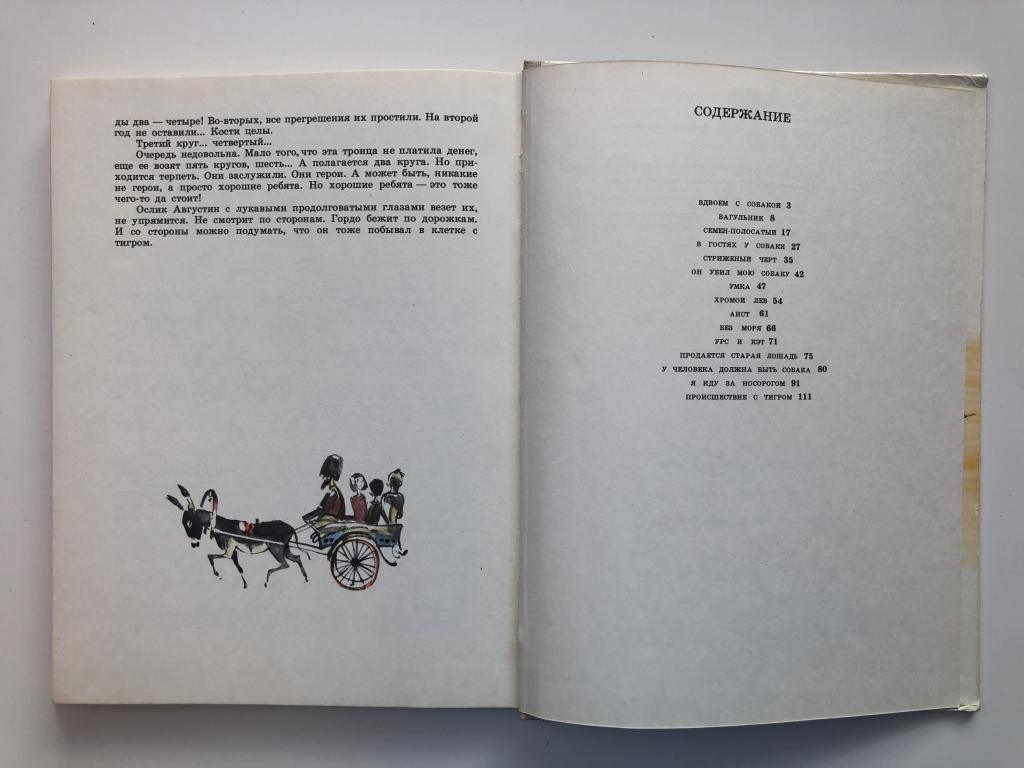 ды два — четыре! Во-вторых, все прегрешения их простили. На второй
год не оставили... Кости целы.
Третий круг... четвертый...
Очередь недовольна. Мало того, что эта троица не платила денег,
еще ее возят пять кругов, шесть... А полагается два круга. Но при-
ходится терпеть. Они заслужили. Они герои. А может быть, никакие
не герои, а просто хорошие ребята. Но хорошие ребята — это тоже
чего-то да стоит!
Ослик Августин с лукавыми продолговатыми глазами везет их,
не упрямится. Не смотрит по сторонам. Гордо бежит по дорожкам.
И со стороны можно подумать, что он тоже побывал в клетке с
тигром.
СОДЕРЖАНИЕ
ВДВОЕМ С СОБАКОЙ 3
ВАГУЛЬНИК 8
СЕМЕН-ПОЛОСАТЫЙ 17
В ГОСТЯХ У СОБАКИ 27
СТРИЖЕНЫЙ ЧЕРТ 35
ОН УБИЛ МОЮ СОБАКУ 42
УМКА 47
ХРОМОЙ ЛЕВ 54
АИСТ 61
БЕЗ МОРЯ 66
УРС И КЭТ 71
ПРОДАЕТСЯ СТАРАЯ ЛОШАДЬ 75
У ЧЕЛОВЕКА ДОЛЖНА БЫТЬ СОБАКА 80
Я ИДУ ЗА НОСОРОГОМ 91
ПРОИСШЕСТВИЕ С ТИГРОМ 111